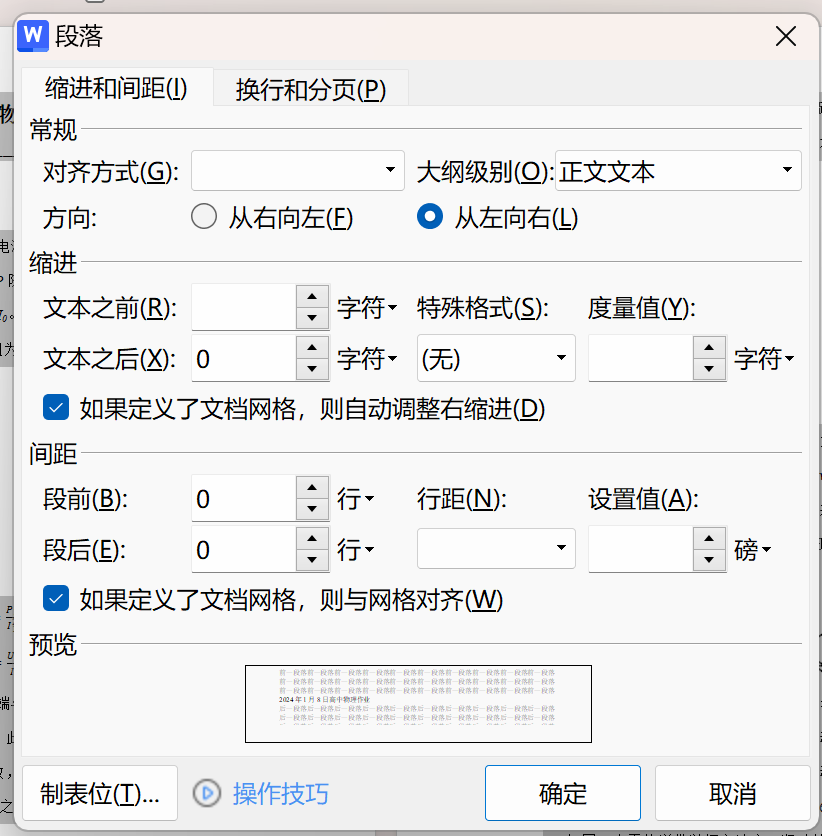 W 段落
缩进和间距(I) 换行和分页(P)
常规
对齐方式(G): 大纲级别(O): 正文文本
方向: 从右向左(F) 从左向右(L)
缩进
文本之前(R): 字符 特殊格式(S): 度量值(Y):
文本之后(X): 0 字符 (无) 字符
如果定义了文档网格，则自动调整右缩进(D)
间距
段前(B): 0 行 行距(N): 设置值(A):
段后(E): 0 行 磅
如果定义了文档网格，则与网格对齐(W)
预览
2024年1月8日高中物理作业
制表位(T)... 操作技巧 确定 取消